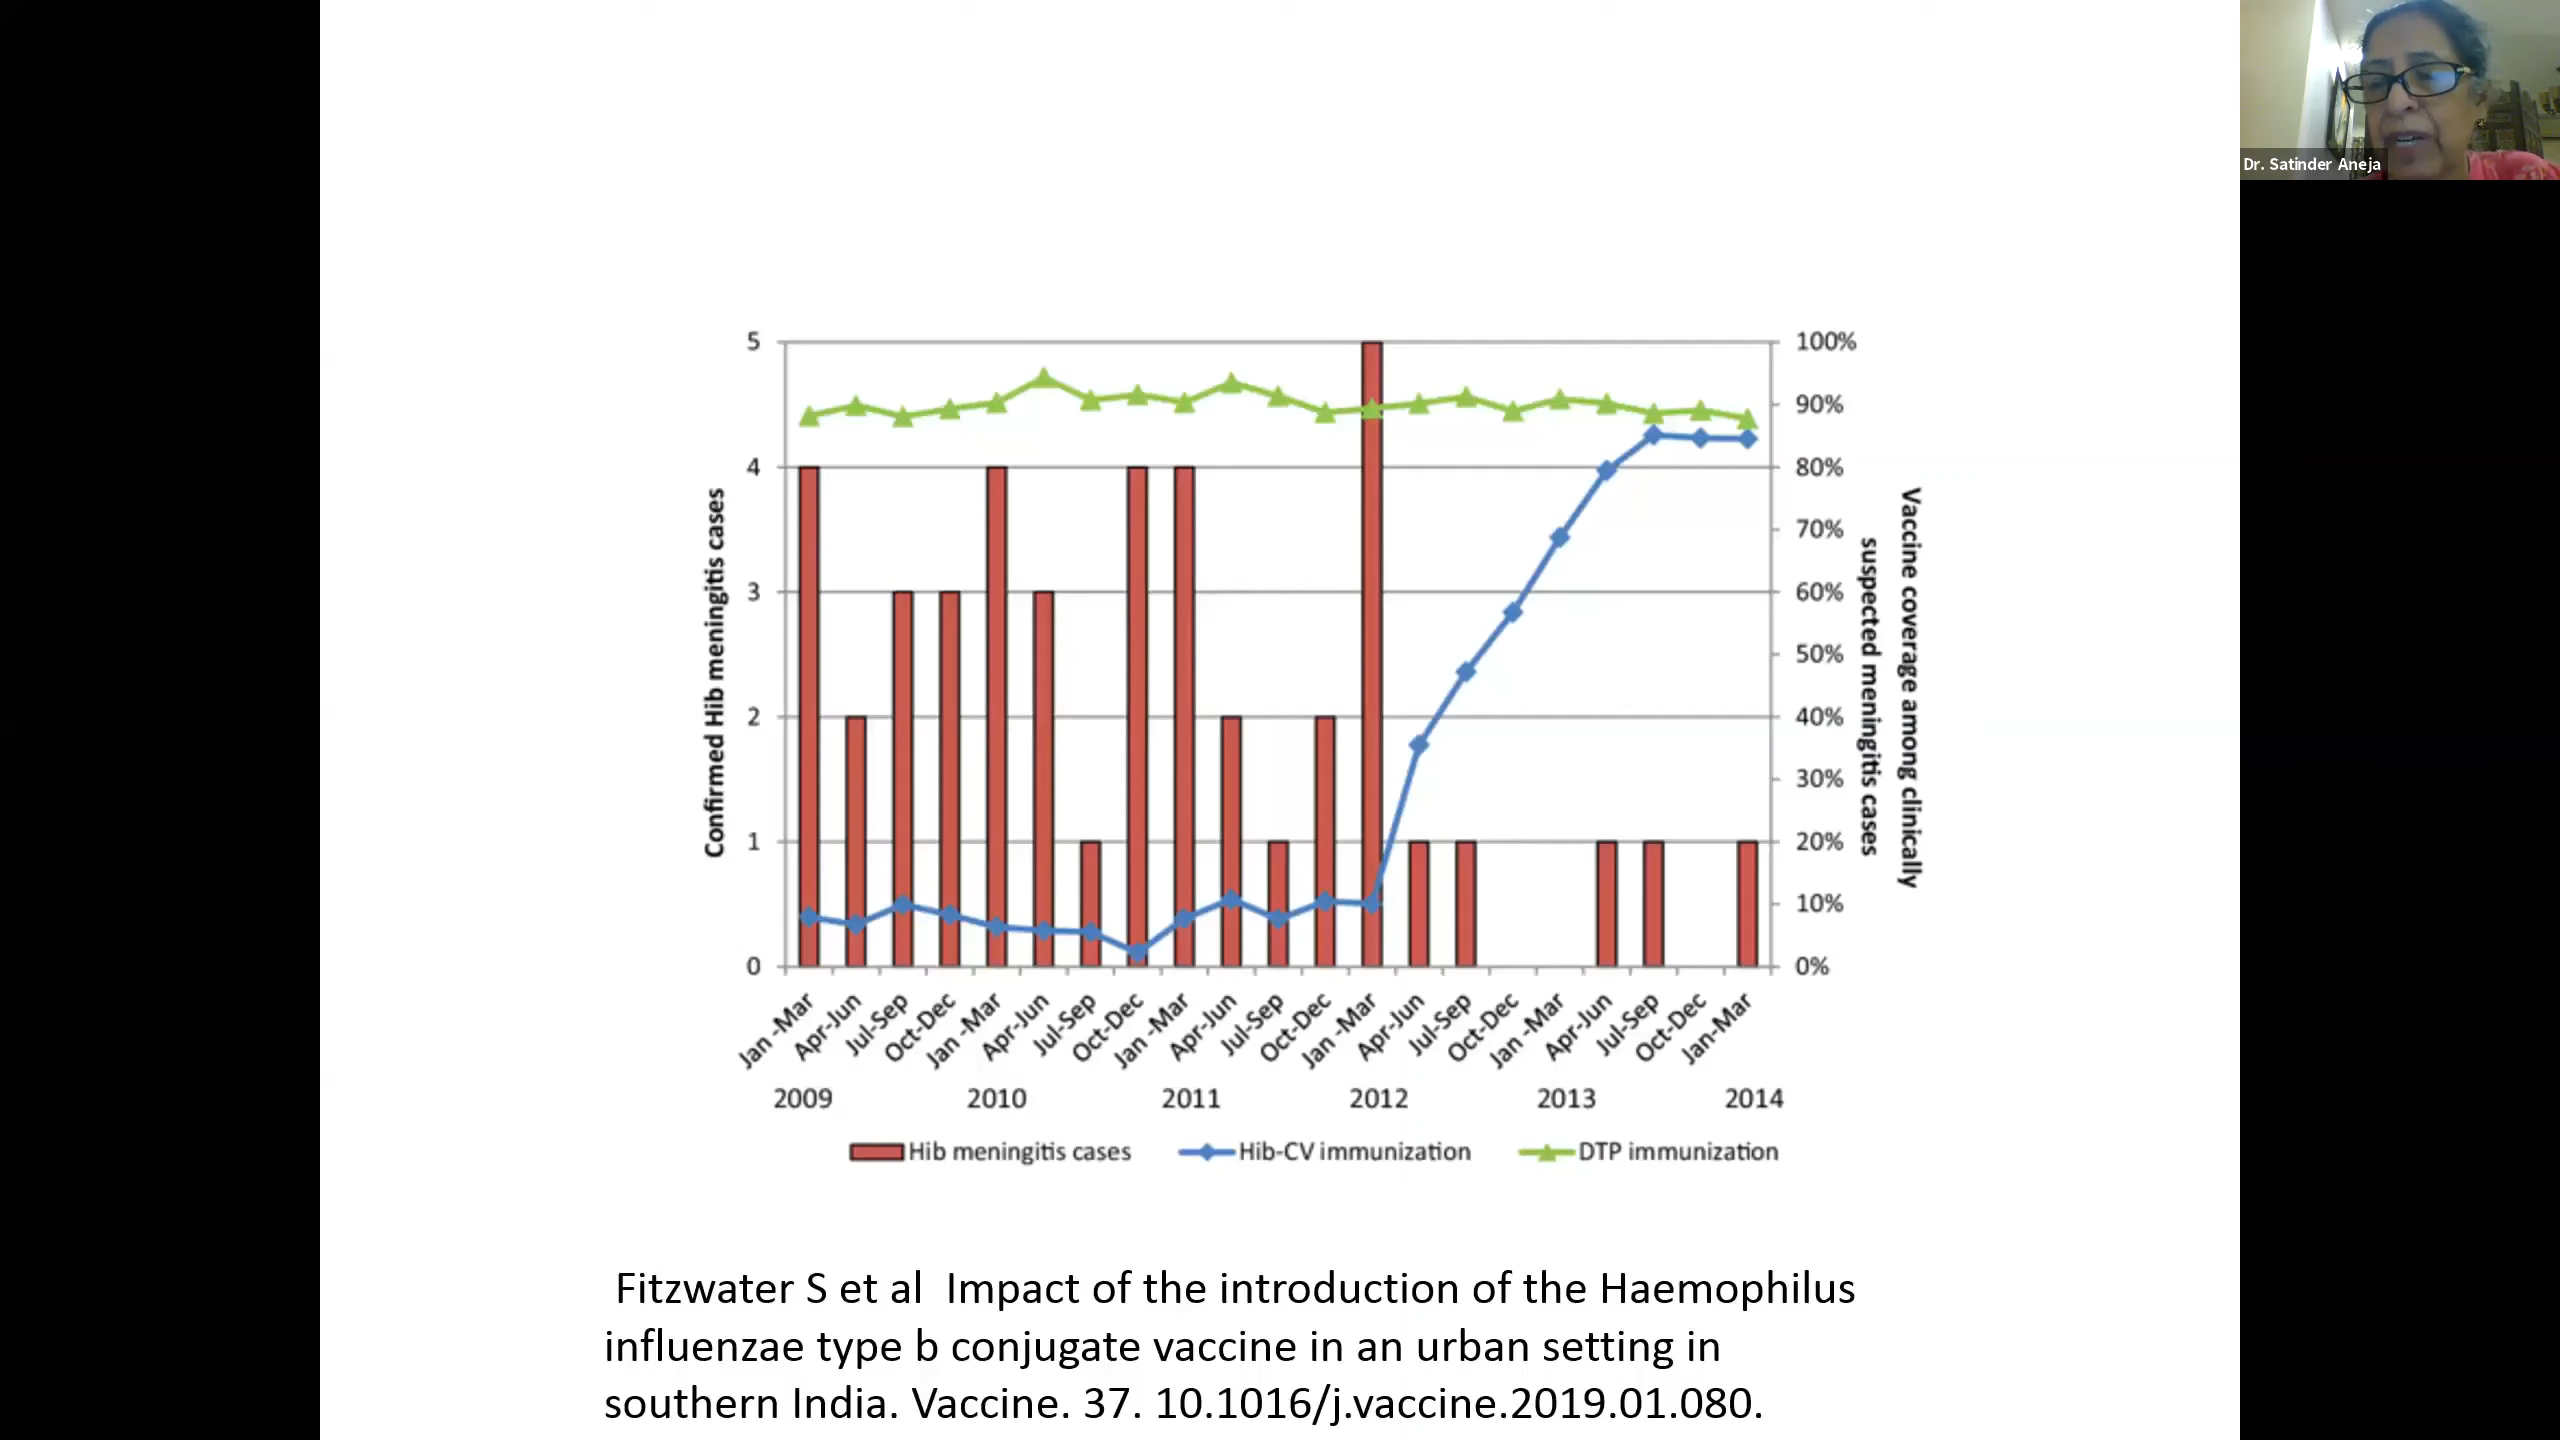 Dr. Satinder Aneja
5
4
3
2
1
0
Confirmed Hib meningitis cases
100%
90%
80%
70%
60%
50%
40%
30%
20%
10%
0%
Vaccine coverage among clinically
suspected meningitis cases
Jan -Mar Apr-Jun Jul-Sep Oct-Dec Jan -Mar Apr-Jun Jul-Sep Oct-Dec Jan -Mar Apr-Jun Jul-Sep Oct-Dec Jan -Mar Apr-Jun Jul-Sep Oct-Dec Jan -Mar Apr-Jun Jul-Sep Oct-Dec Jan-Mar
2009 2010 2011 2012 2013 2014
Hib meningitis cases Hib-CV immunization DTP immunization
Fitzwater S et al Impact of the introduction of the Haemophilus
influenzae type b conjugate vaccine in an urban setting in
southern India. Vaccine. 37. 10.1016/j.vaccine.2019.01.080.